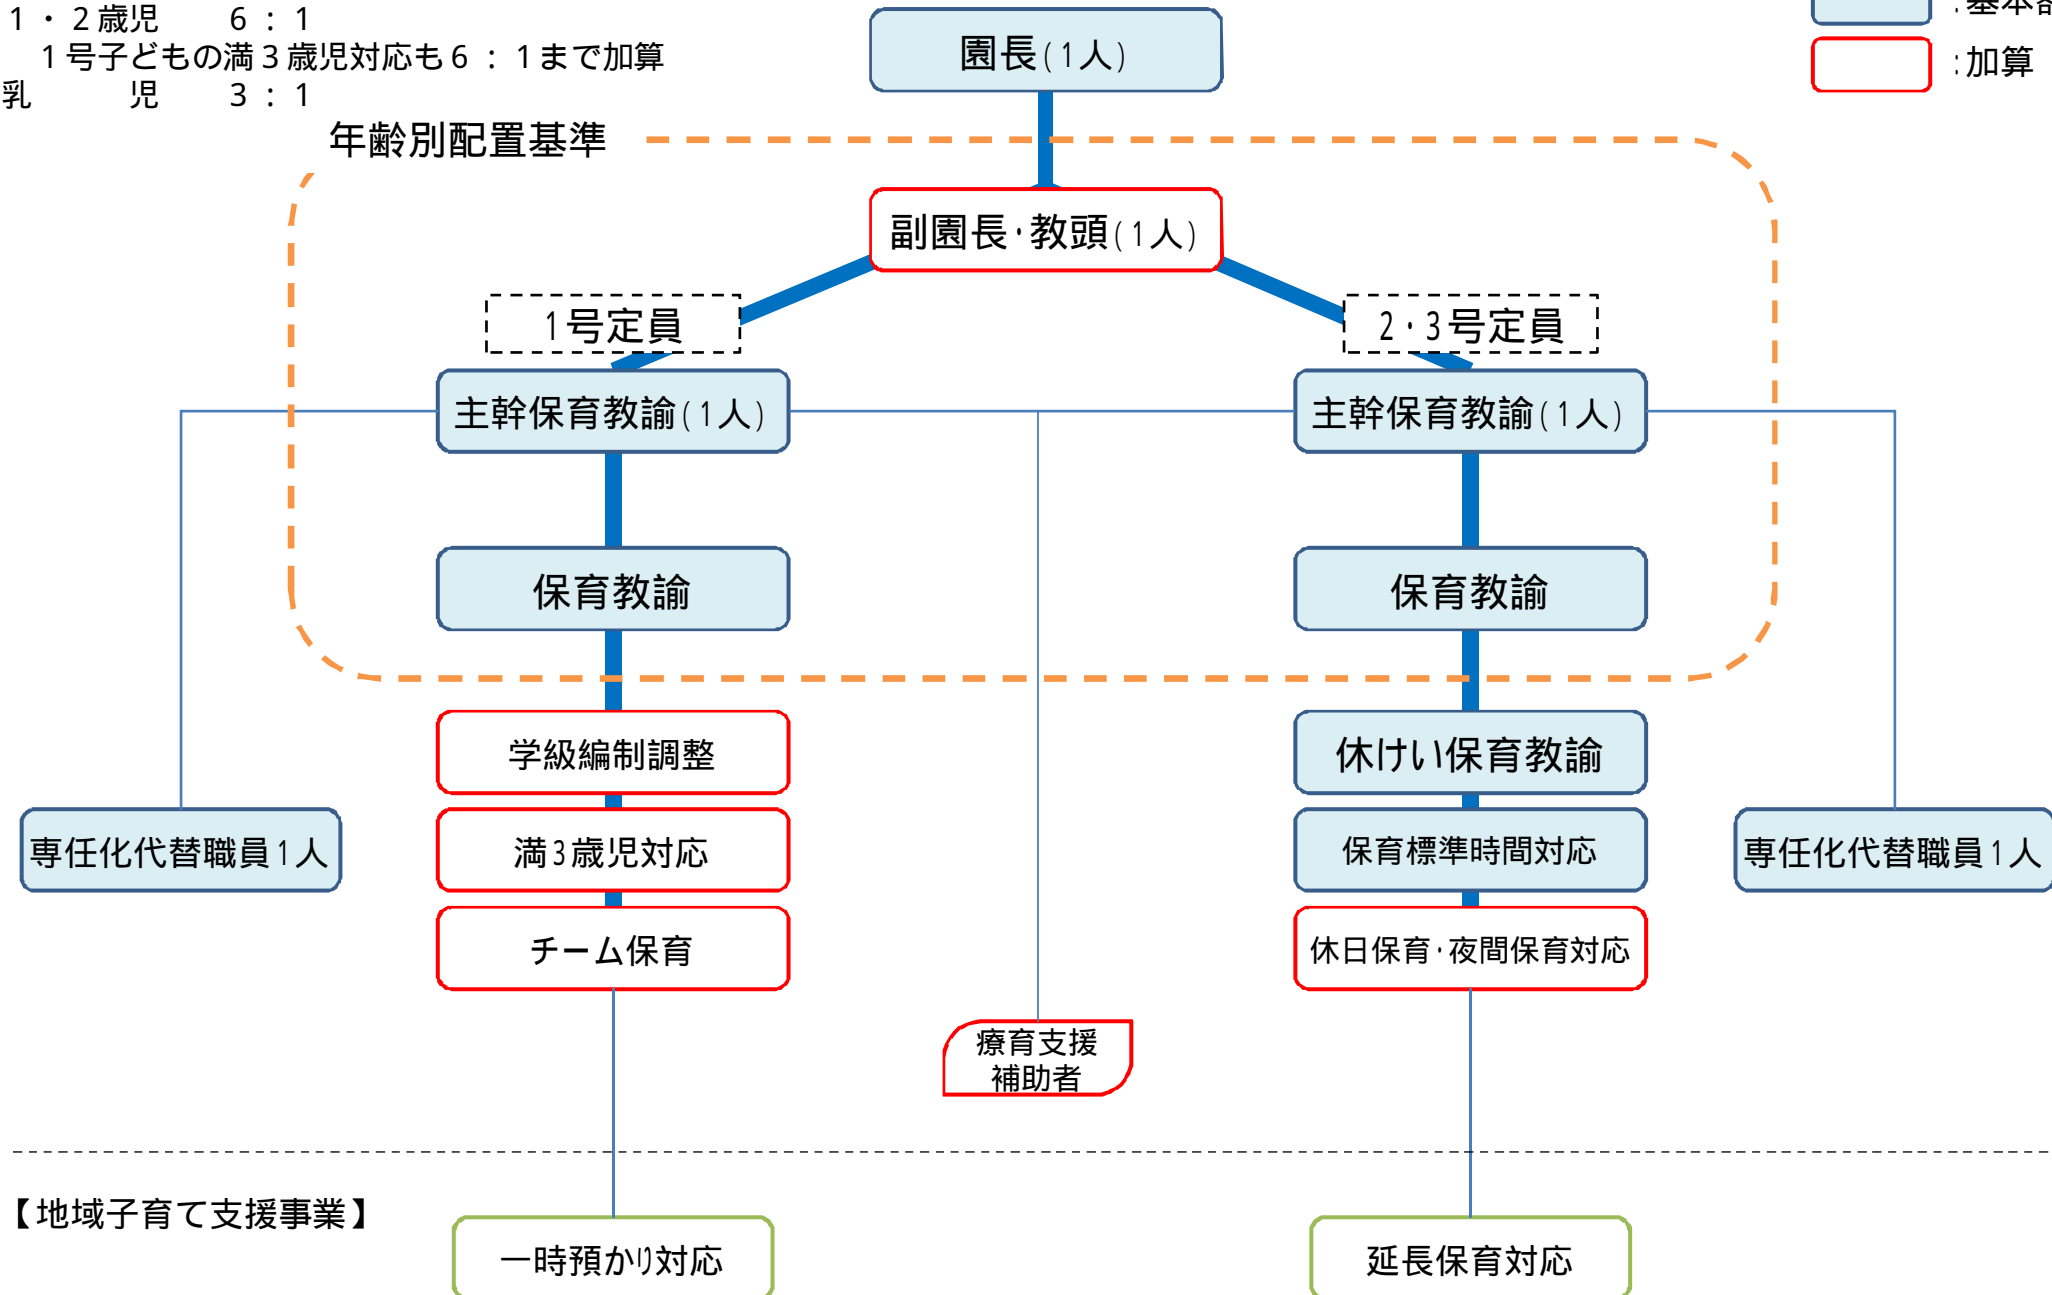 1・2歳児　6：1
1号子どもの満3歳児対応も6：1まで加算
乳　　児　3：1
:基本
:加算
園長(1人)
年齢別配置基準
副園長・教頭(1人)
1号定員
2・3号定員
主幹保育教諭(1人)
主幹保育教諭(1人)
保育教諭
保育教諭
学級編制調整
休けい保育教諭
専任化代替職員1人
満3歳児対応
保育標準時間対応
専任化代替職員1人
チーム保育
休日保育・夜間保育対応
療育支援
補助者
【地域子育て支援事業】
一時預かり対応
延長保育対応